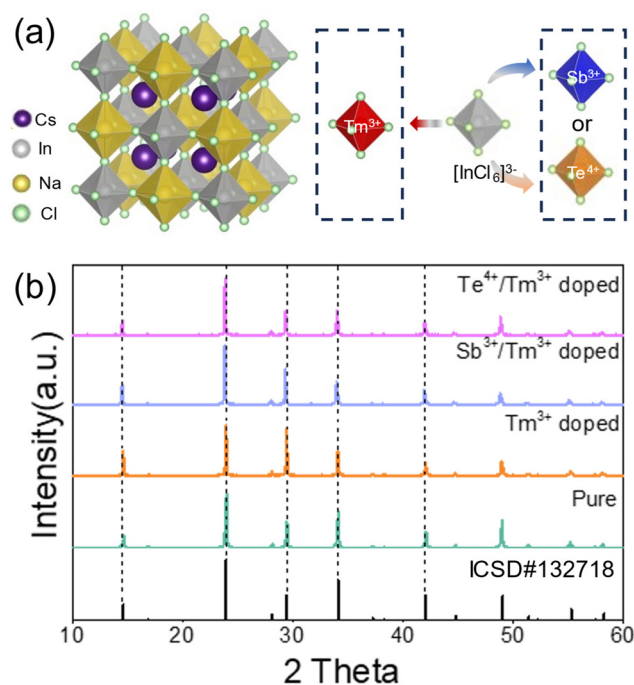 (a)
Cs
In
Na
Cl
Tm³⁺
[InCl₆]³⁻
Sb³⁺
or
Te⁴⁺
(b)
Intensity(a.u.)
Te⁴⁺/Tm³⁺ doped
Sb³⁺/Tm³⁺ doped
Tm³⁺ doped
Pure
ICSD#132718
10 20 30 40 50 60
2 Theta